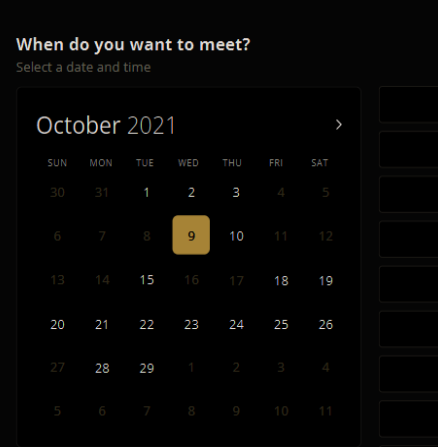 When do you want to meet?
Select a date and time
October 2021 >
SUN MON TUE WED THU FRI SAT
30 31 1 2 3 4 5
6 7 8 9 10 11 12
13 14 15 16 17 18 19
20 21 22 23 24 25 26
27 28 29 1 2 3 4
5 6 7 8 9 10 11